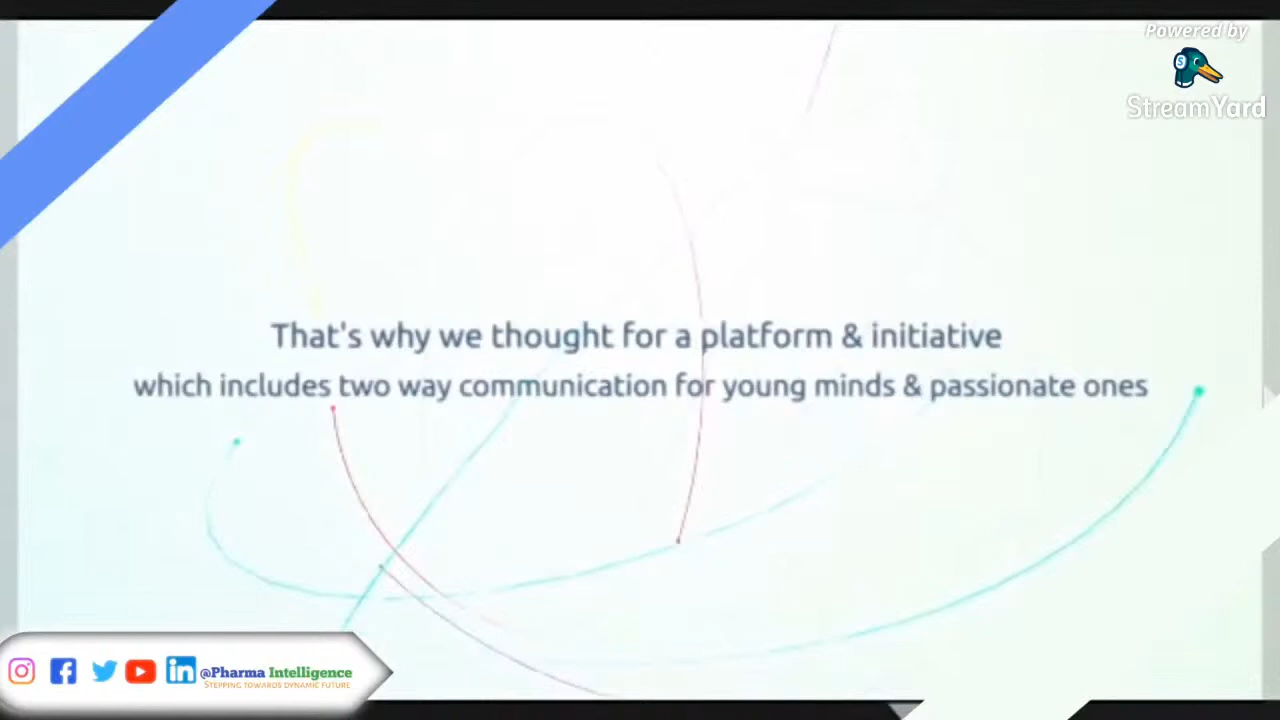 Powered by
StreamYard
That's why we thought for a platform & initiative
which includes two way communication for young minds & passionate ones
@Pharma Intelligence
STEPPING TOWARDS DYNAMIC FUTURE